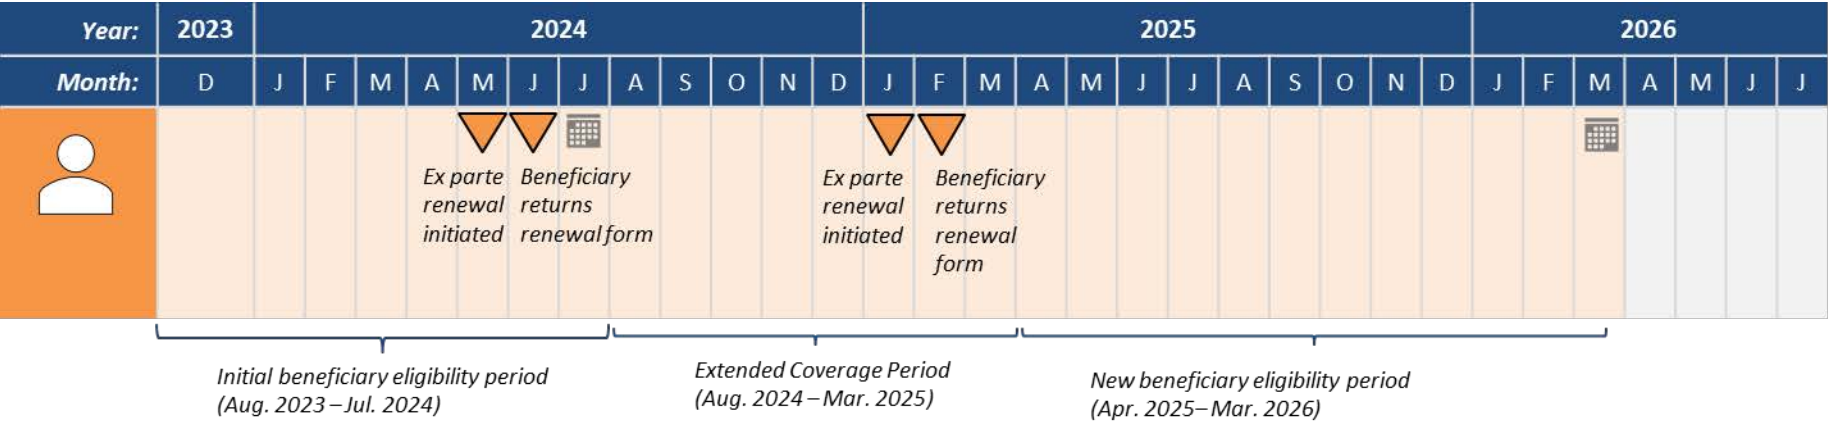 Year: 2023 2024 2025 2026
Month: D J F M A M J J A S O N D J F M A M J J A S O N D J F M A M J J
Ex parte
renewal
initiated
Beneficiary
returns
renewal form
Ex parte
renewal
initiated
Beneficiary
returns
renewal
form
Initial beneficiary eligibility period
(Aug. 2023 – Jul. 2024)
Extended Coverage Period
(Aug. 2024 – Mar. 2025)
New beneficiary eligibility period
(Apr. 2025– Mar. 2026)